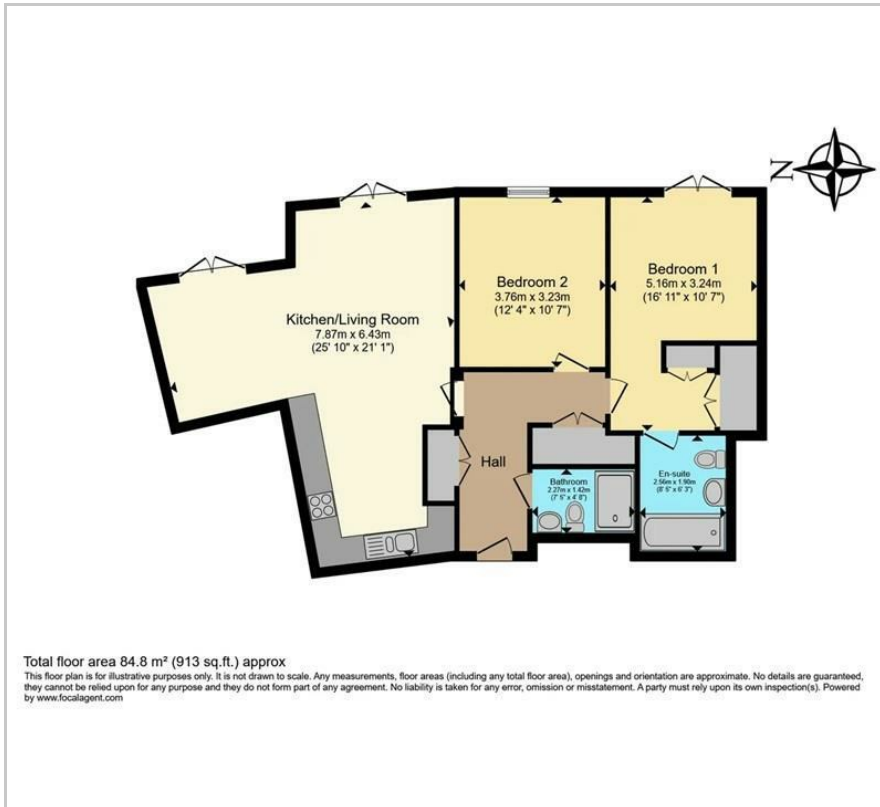 N
Bedroom 1
5.16m x 3.24m
(16' 11" x 10' 7")
Bedroom 2
3.76m x 3.23m
(12' 4" x 10' 7")
Kitchen/Living Room
7.87m x 6.43m
(25' 10" x 21' 1")
Hall
Bathroom
2.27m x 1.42m
(7' 5" x 4' 8")
En-suite
2.56m x 1.90m
(8' 5" x 6' 3")
Total floor area 84.8 m² (913 sq.ft.) approx
This floor plan is for illustrative purposes only. It is not drawn to scale. Any measurements, floor areas (including any total floor area), openings and orientation are approximate. No details are guaranteed,
they cannot be relied upon for any purpose and they do not form part of any agreement. No liability is taken for any error, omission or misstatement. A party must rely upon its own inspection(s). Powered
by www.focalagent.com